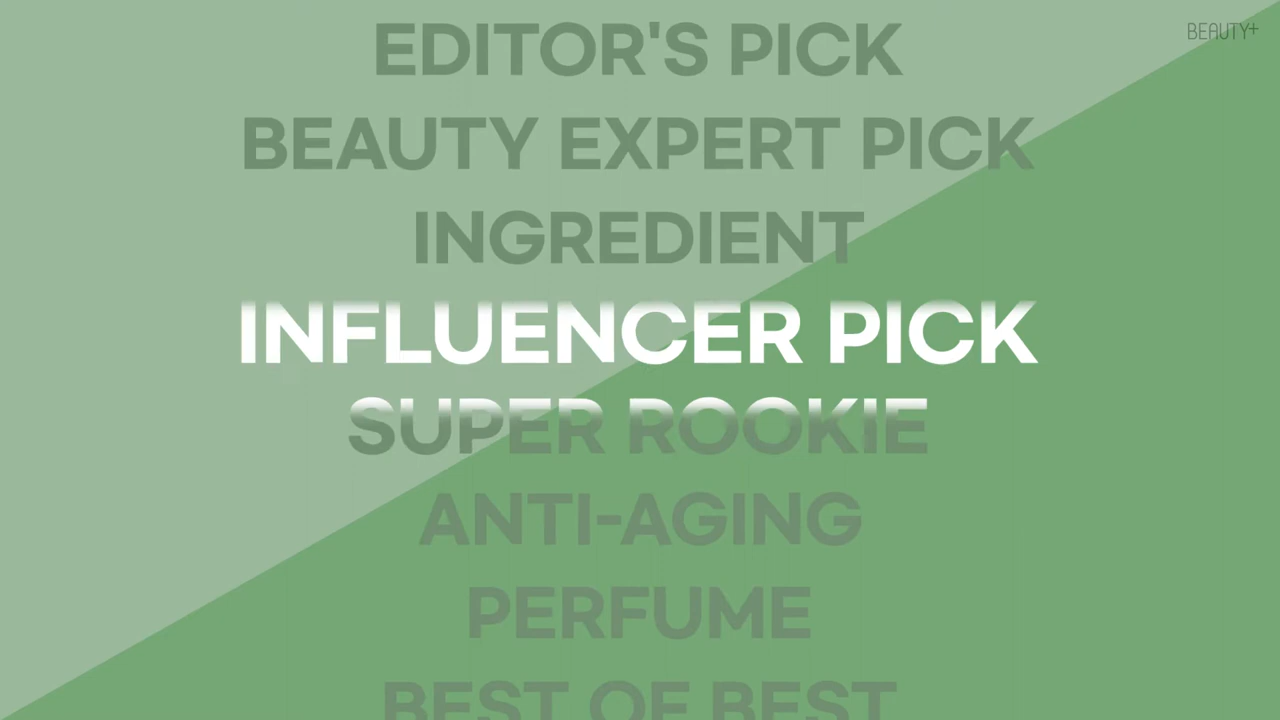 BEAUTY+
EDITOR'S PICK
BEAUTY EXPERT PICK
INGREDIENT
INFLUENCER PICK
SUPER ROOKIE
ANTI-AGING
PERFUME
BEST OF BEST